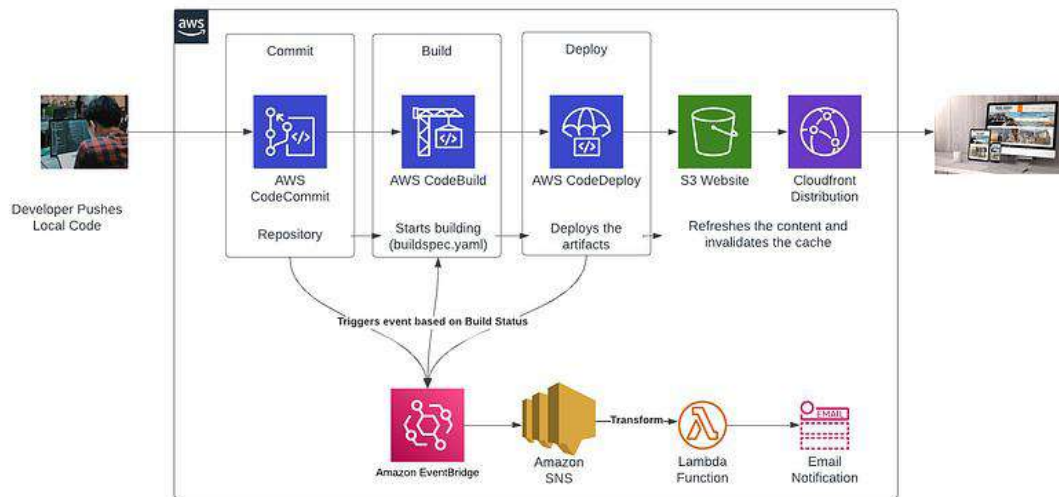 aws
Commit
Build
Deploy
AWS
CodeCommit
AWS CodeBuild
AWS CodeDeploy
S3 Website
Cloudfront
Distribution
Developer Pushes
Local Code
Repository
Starts building
(buildspec.yaml)
Deploys the
artifacts
Refreshes the content and
invalidates the cache
Triggers event based on Build Status
Amazon EventBridge
Amazon
SNS
Transform
Lambda
Function
EMAIL
Email
Notification